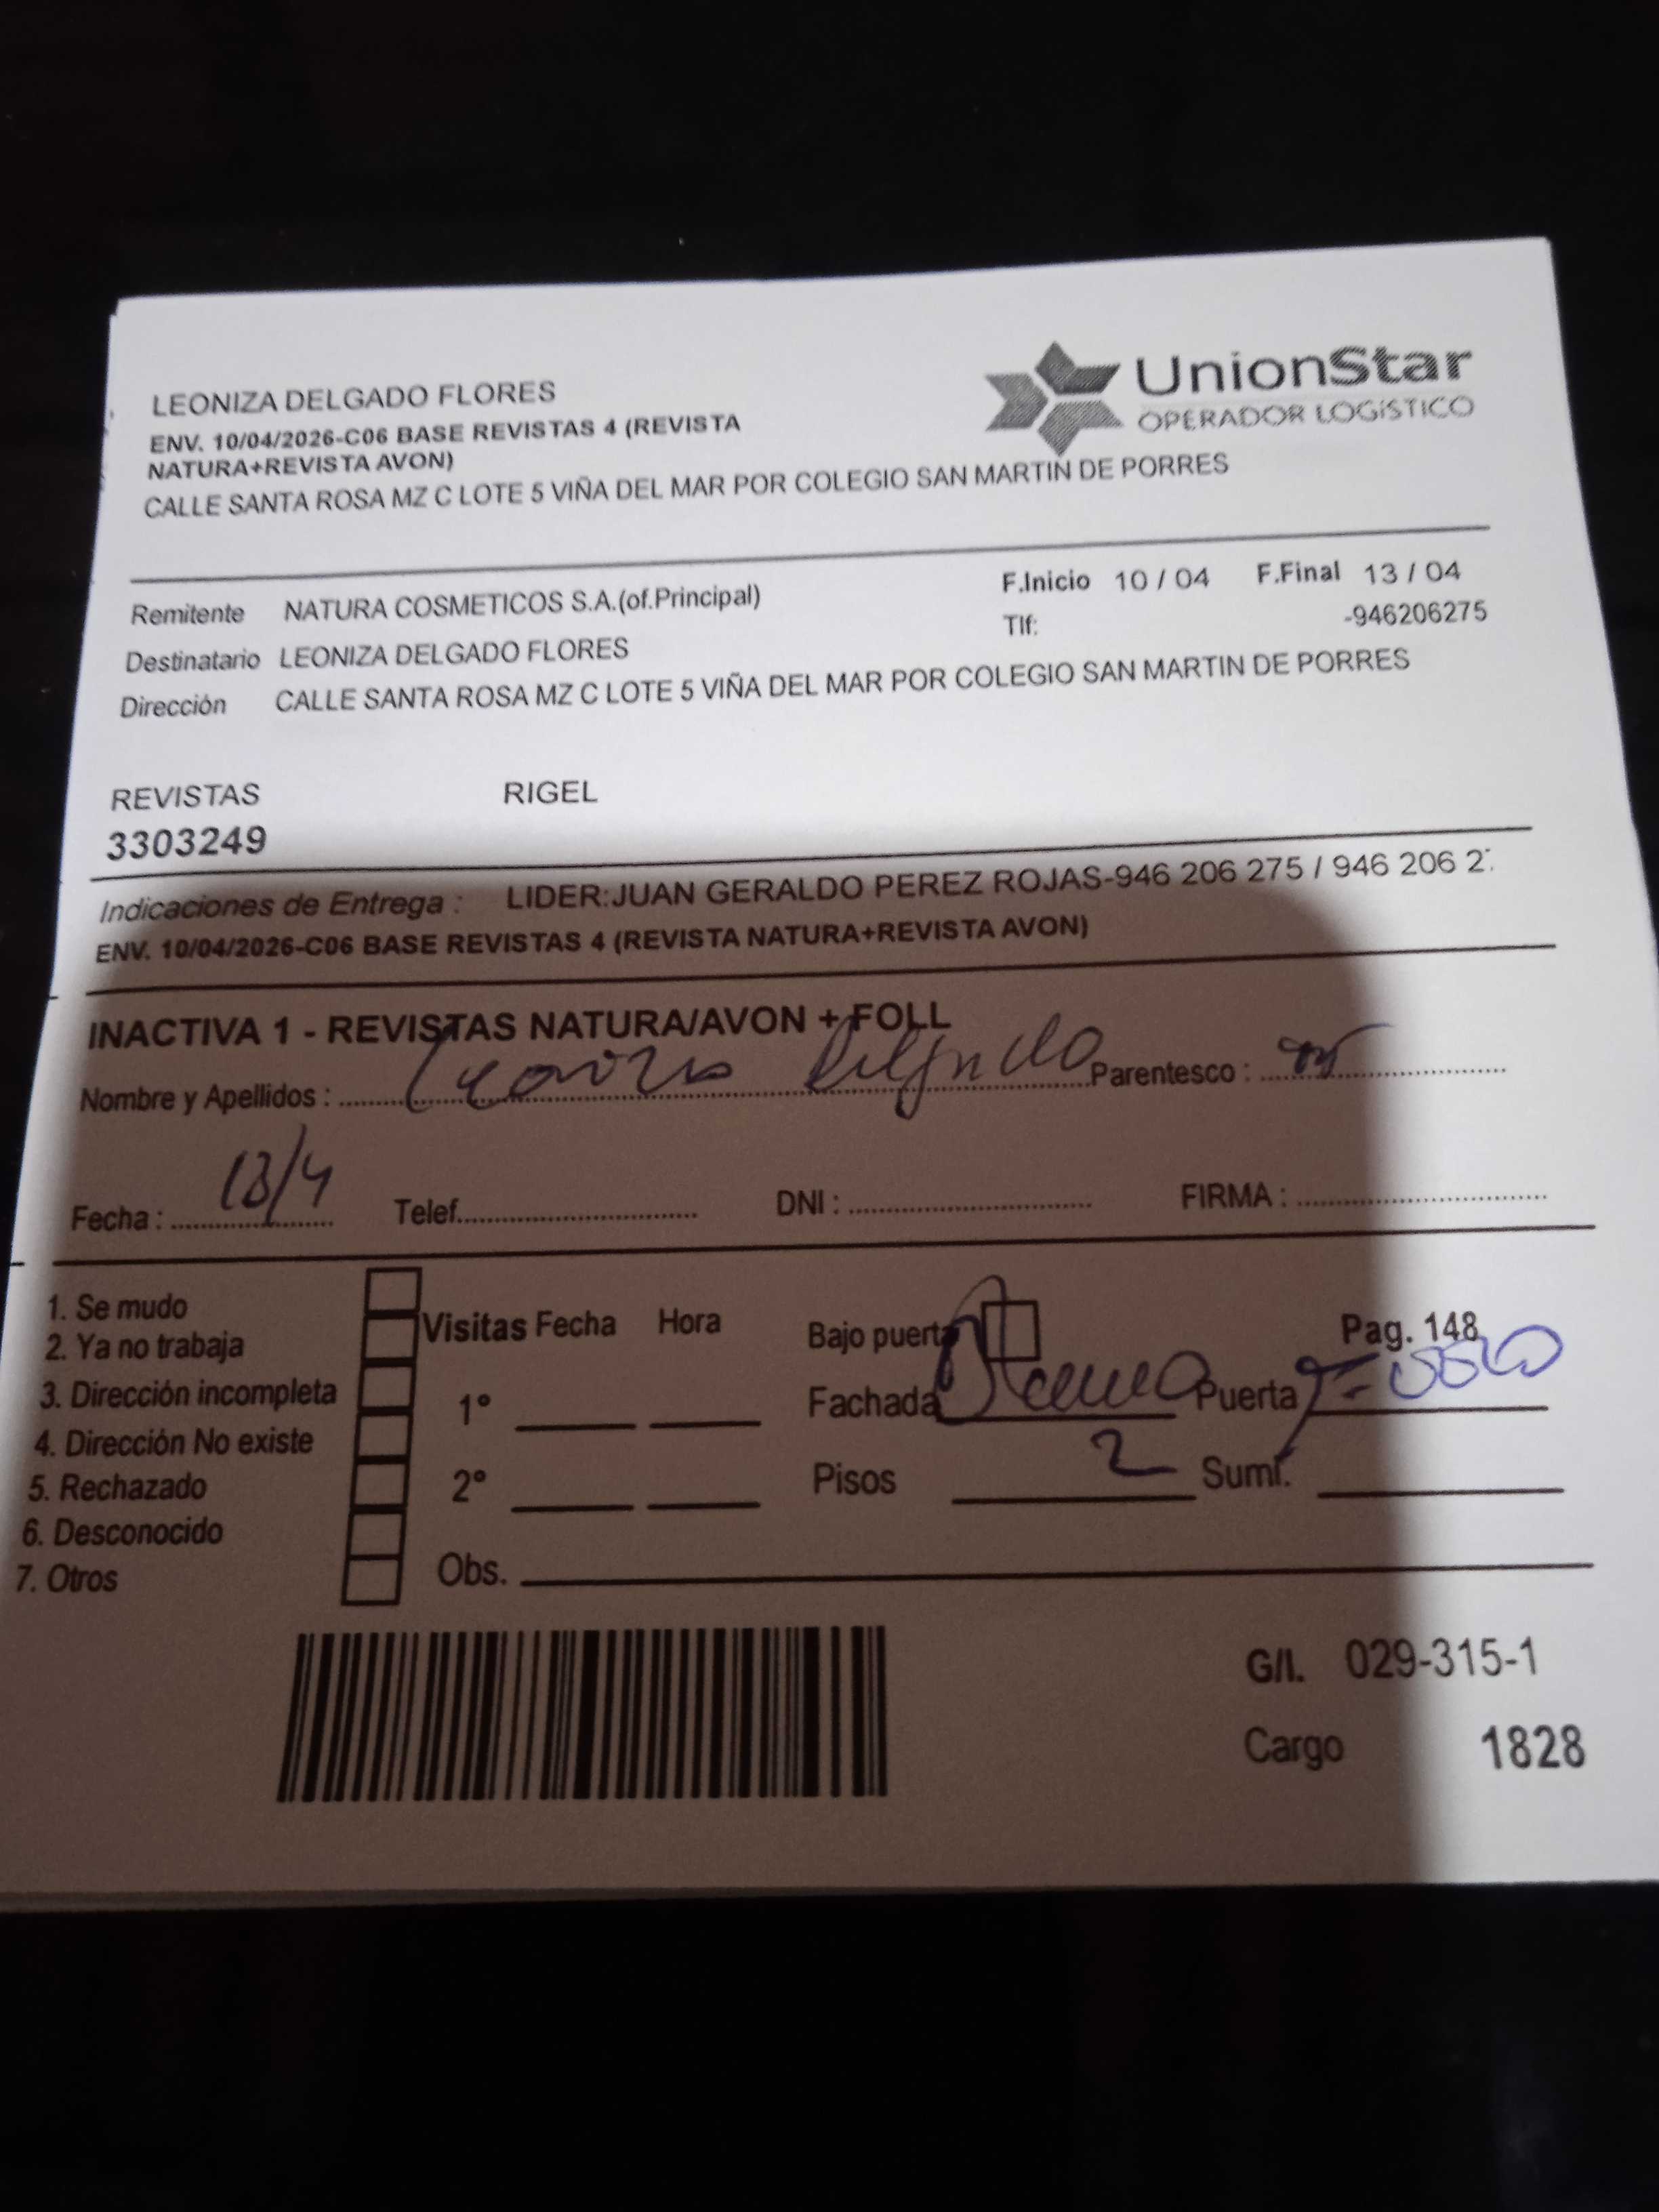 LEONIZA DELGADO FLORES
UnionStar
OPERADOR LOGÍSTICO
ENV. 10/04/2026-C06 BASE REVISTAS 4 (REVISTA
NATURA+REVISTA AVON)
CALLE SANTA ROSA MZ C LOTE 5 VIÑA DEL MAR POR COLEGIO SAN MARTIN DE PORRES
Remitente NATURA COSMETICOS S.A.(of.Principal) F.Inicio 10 / 04 F.Final 13 / 04
Tlf: -946206275
Destinatario LEONIZA DELGADO FLORES
Dirección CALLE SANTA ROSA MZ C LOTE 5 VIÑA DEL MAR POR COLEGIO SAN MARTIN DE PORRES
REVISTAS RIGEL
3303249
Indicaciones de Entrega : LIDER:JUAN GERALDO PEREZ ROJAS-946 206 275 / 946 206 2
ENV. 10/04/2026-C06 BASE REVISTAS 4 (REVISTA NATURA+REVISTA AVON)
INACTIVA 1 - REVISTAS NATURA/AVON + FOLL
Nombre y Apellidos : Leoniza Delgado Parentesco :
Fecha : 13/4 Telef. DNI : FIRMA :
1. Se mudo
2. Ya no trabaja
3. Dirección incompleta
4. Dirección No existe
5. Rechazado
6. Desconocido
7. Otros
Visitas Fecha Hora
1°
2°
Obs.
Bajo puerta Pag. 148
Fachada Puerta
Pisos 2 Sumi.
G/I. 029-315-1
Cargo 1828